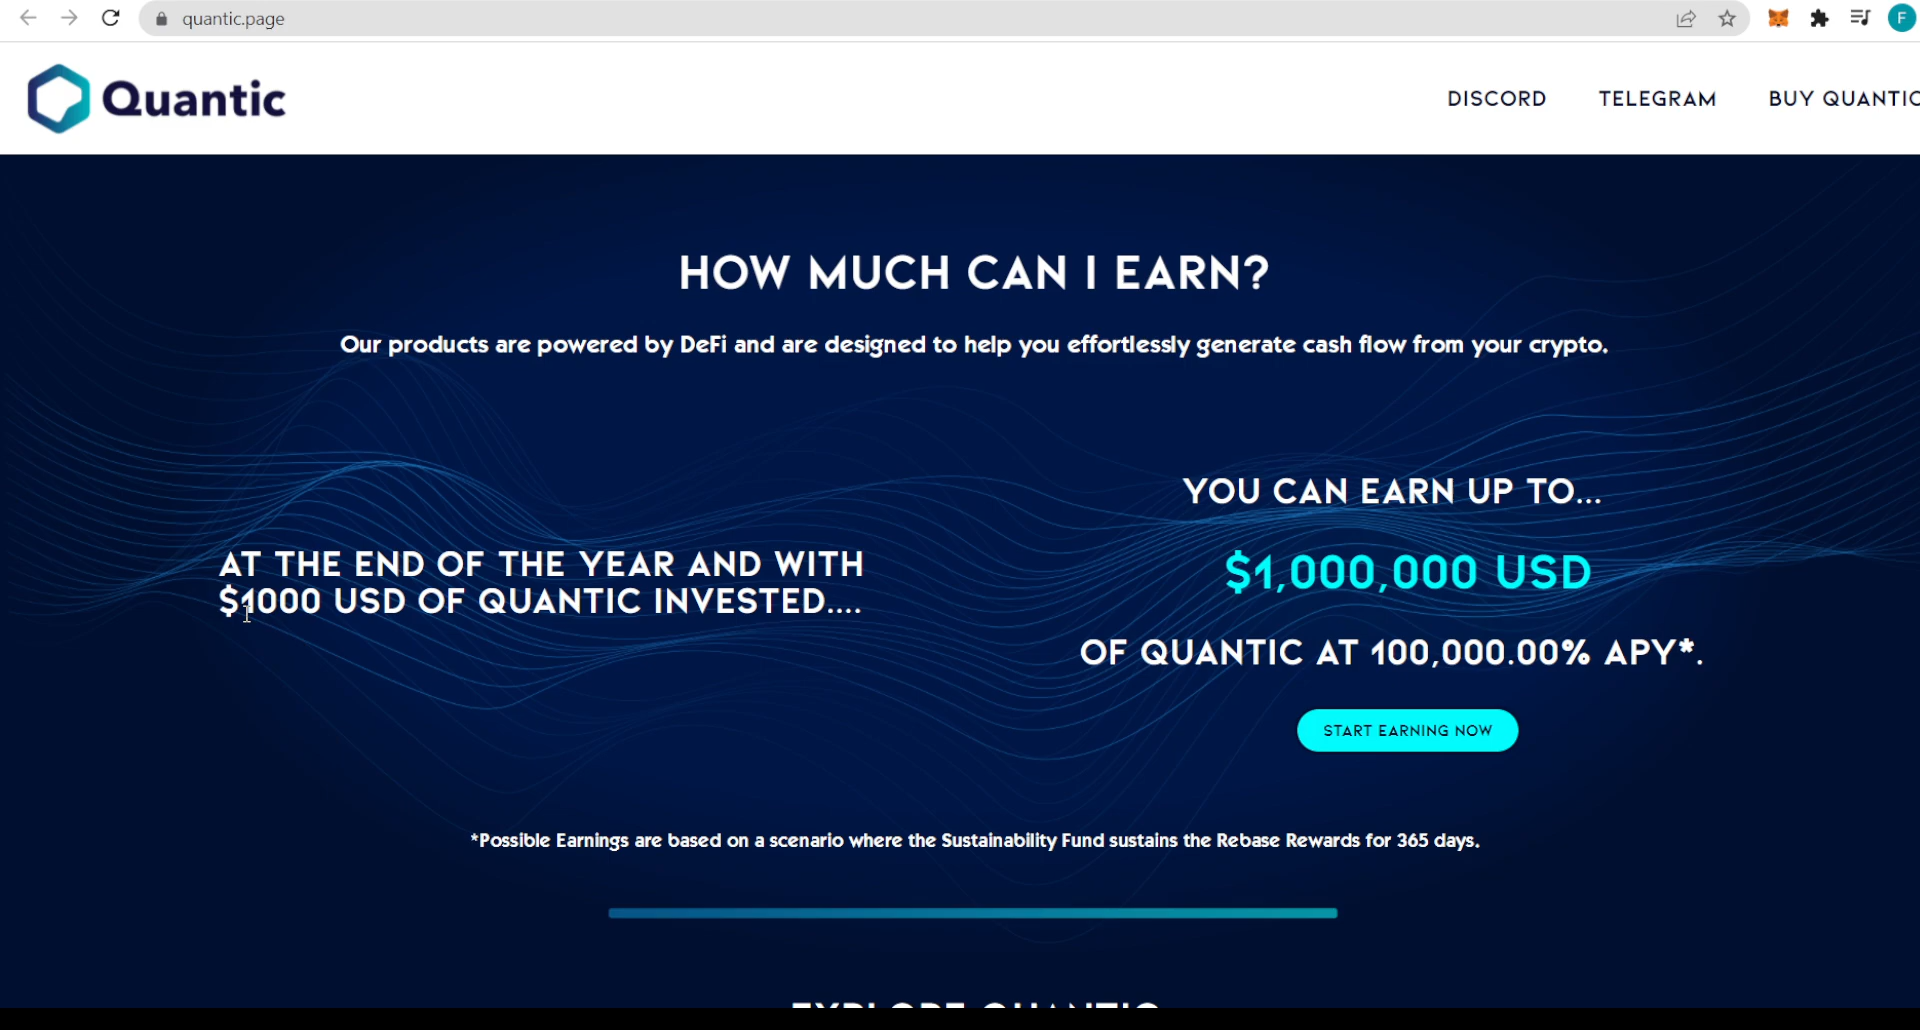 quantic.page
F
Quantic
DISCORD
TELEGRAM
BUY QUANTIC
HOW MUCH CAN I EARN?
Our products are powered by DeFi and are designed to help you effortlessly generate cash flow from your crypto.
YOU CAN EARN UP TO...
AT THE END OF THE YEAR AND WITH
$1000 USD OF QUANTIC INVESTED....
$1,000,000 USD
OF QUANTIC AT 100,000.00% APY*.
START EARNING NOW
*Possible Earnings are based on a scenario where the Sustainability Fund sustains the Rebase Rewards for 365 days.
EXPLORE QUANTIC